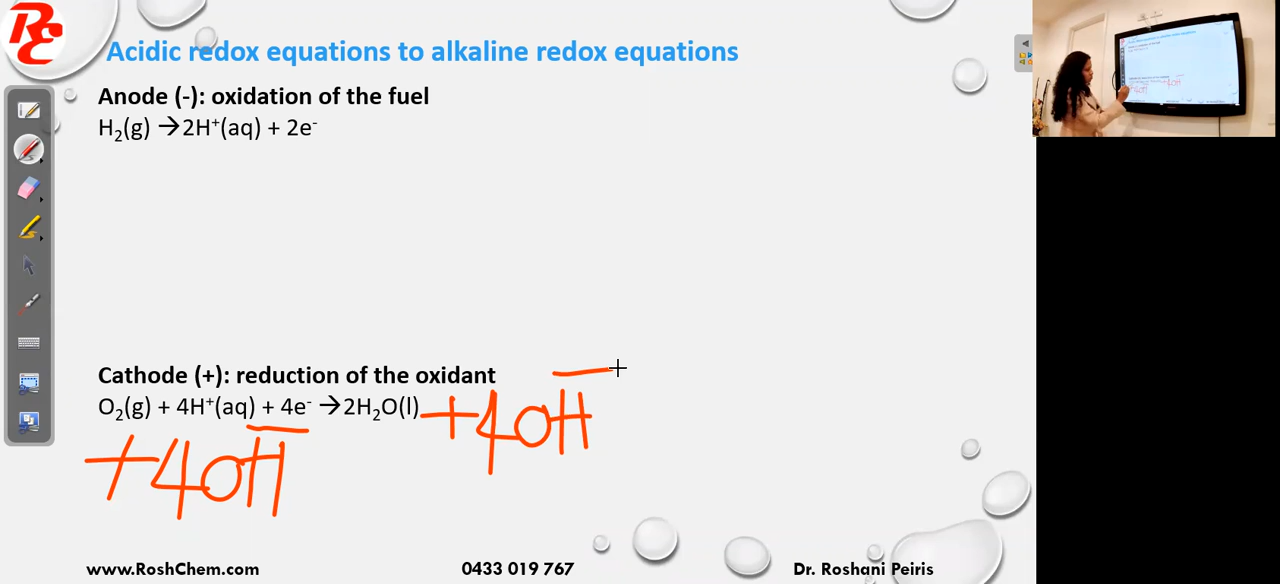 RC
Acidic redox equations to alkaline redox equations
Anode (-): oxidation of the fuel
H₂(g) →2H⁺(aq) + 2e⁻
Cathode (+): reduction of the oxidant
O₂(g) + 4H⁺(aq) + 4e⁻ →2H₂O(l) +4OH⁻
+4OH⁻
www.RoshChem.com 0433 019 767 Dr. Roshani Peiris